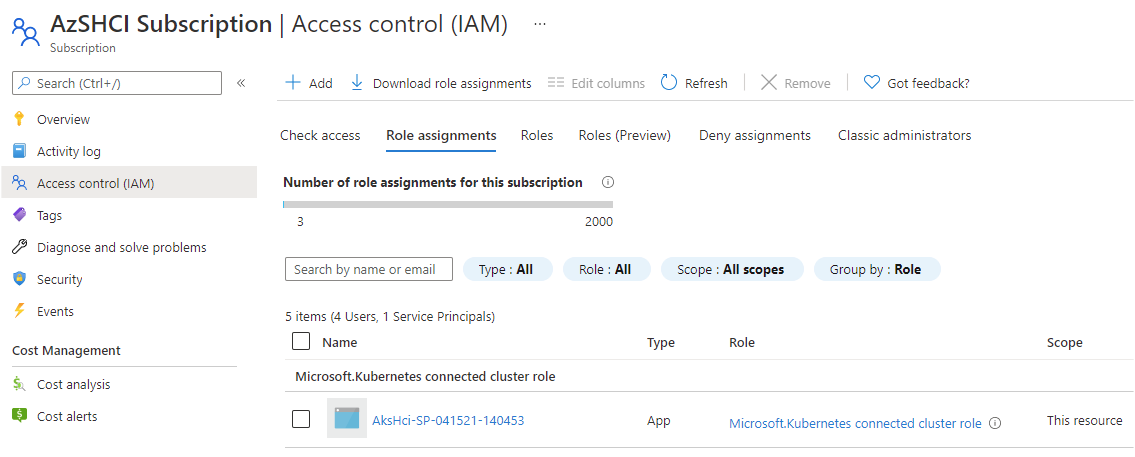 AzSHCI Subscription | Access control (IAM) ...
Subscription
Search (Ctrl+/)
«
Overview
Activity log
Access control (IAM)
Tags
Diagnose and solve problems
Security
Events
Cost Management
Cost analysis
Cost alerts
Add Download role assignments Edit columns Refresh Remove Got feedback?
Check access Role assignments Roles Roles (Preview) Deny assignments Classic administrators
Number of role assignments for this subscription
3 2000
Search by name or email Type : All Role : All Scope : All scopes Group by : Role
5 items (4 Users, 1 Service Principals)
Name Type Role Scope
Microsoft.Kubernetes connected cluster role
AksHci-SP-041521-140453 App Microsoft.Kubernetes connected cluster role This resource